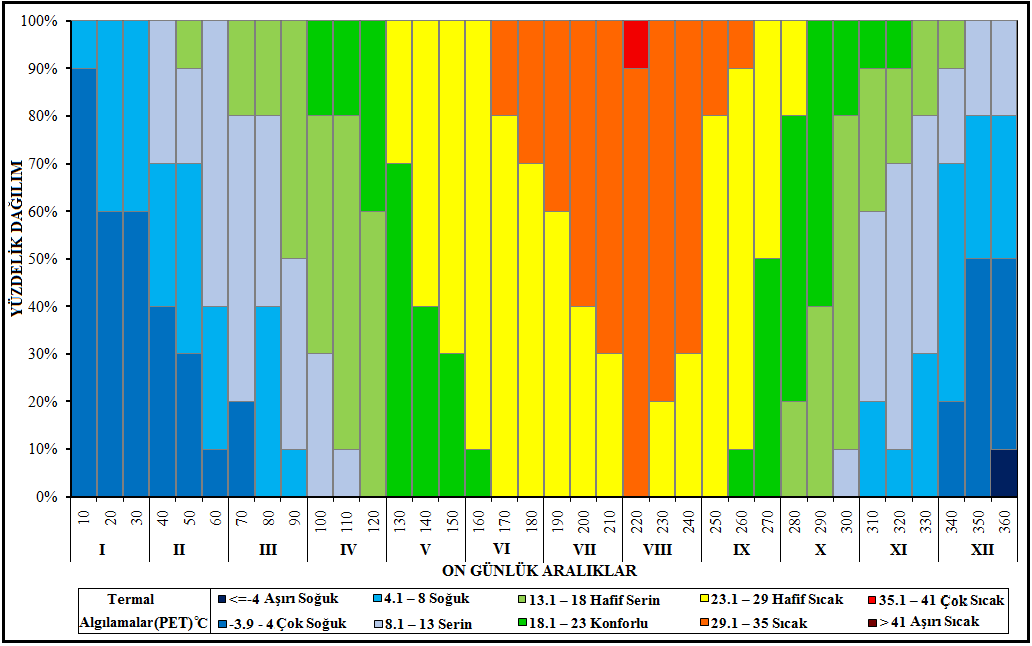 100%
90%
80%
70%
60%
50%
40%
30%
20%
10%
0%
YÜZDELİK DAĞILIM
10 20 30 40 50 60 70 80 90 100 110 120 130 140 150 160 170 180 190 200 210 220 230 240 250 260 270 280 290 300 310 320 330 340 350 360
I II III IV V VI VII VIII IX X XI XII
ON GÜNLÜK ARALIKLAR
Termal
Algılamalar(PET)℃
<=-4 Aşırı Soğuk 4.1 – 8 Soğuk 13.1 – 18 Hafif Serin 23.1 – 29 Hafif Sıcak 35.1 – 41 Çok Sıcak
-3.9 - 4 Çok Soğuk 8.1 – 13 Serin 18.1 – 23 Konforlu 29.1 – 35 Sıcak > 41 Aşırı Sıcak